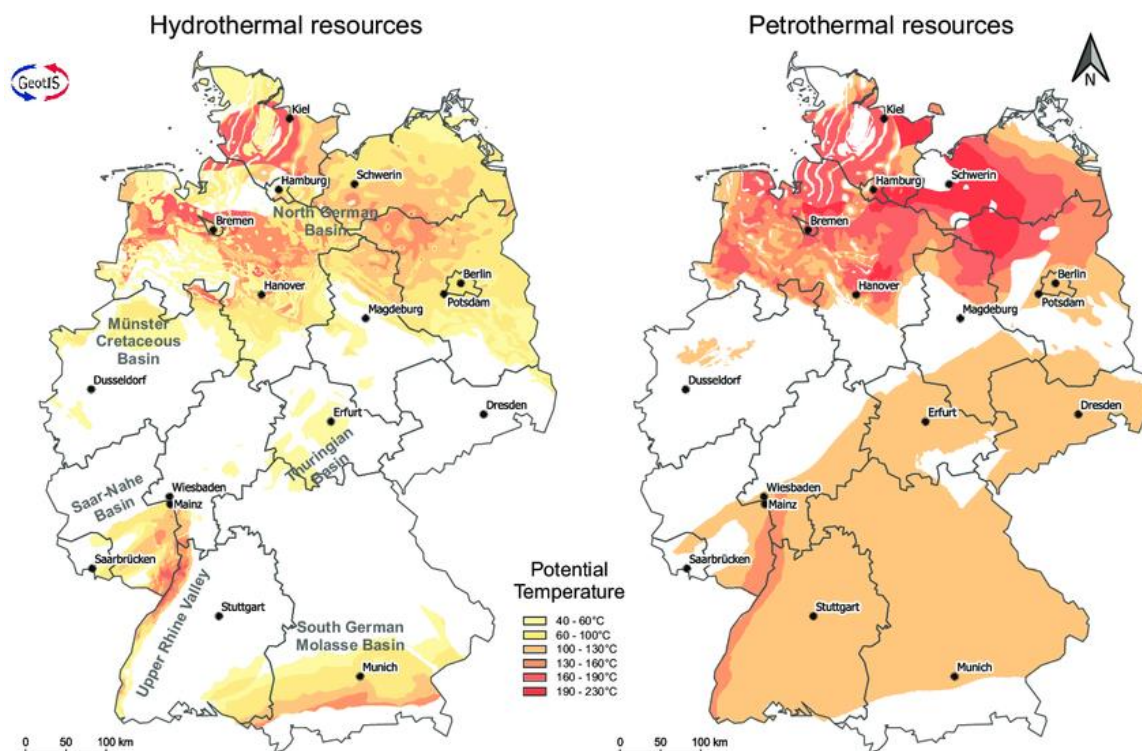 Hydrothermal resources
Petrothermal resources
GeotIS
N
Kiel
Hamburg
Schwerin
North German
Basin
Bremen
Berlin
Potsdam
Hanover
Magdeburg
Münster
Cretaceous
Basin
Dusseldorf
Erfurt
Dresden
Thuringian
Basin
Wiesbaden
Mainz
Saar-Nahe
Basin
Saarbrücken
Upper Rhine Valley
Stuttgart
South German
Molasse Basin
Munich
0 50 100 km
Potential
Temperature
40 - 60°C
60 - 100°C
100 - 130°C
130 - 160°C
160 - 190°C
190 - 230°C
Kiel
Hamburg
Schwerin
Bremen
Berlin
Potsdam
Hanover
Magdeburg
Dusseldorf
Erfurt
Dresden
Wiesbaden
Mainz
Saarbrücken
Stuttgart
Munich
0 50 100 km